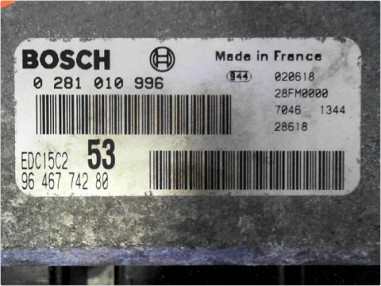 BOSCH
Made in France
0 281 010 996
944 020618
28FM0000
7046 1344
28618
EDC15C2 53
96 467 742 80